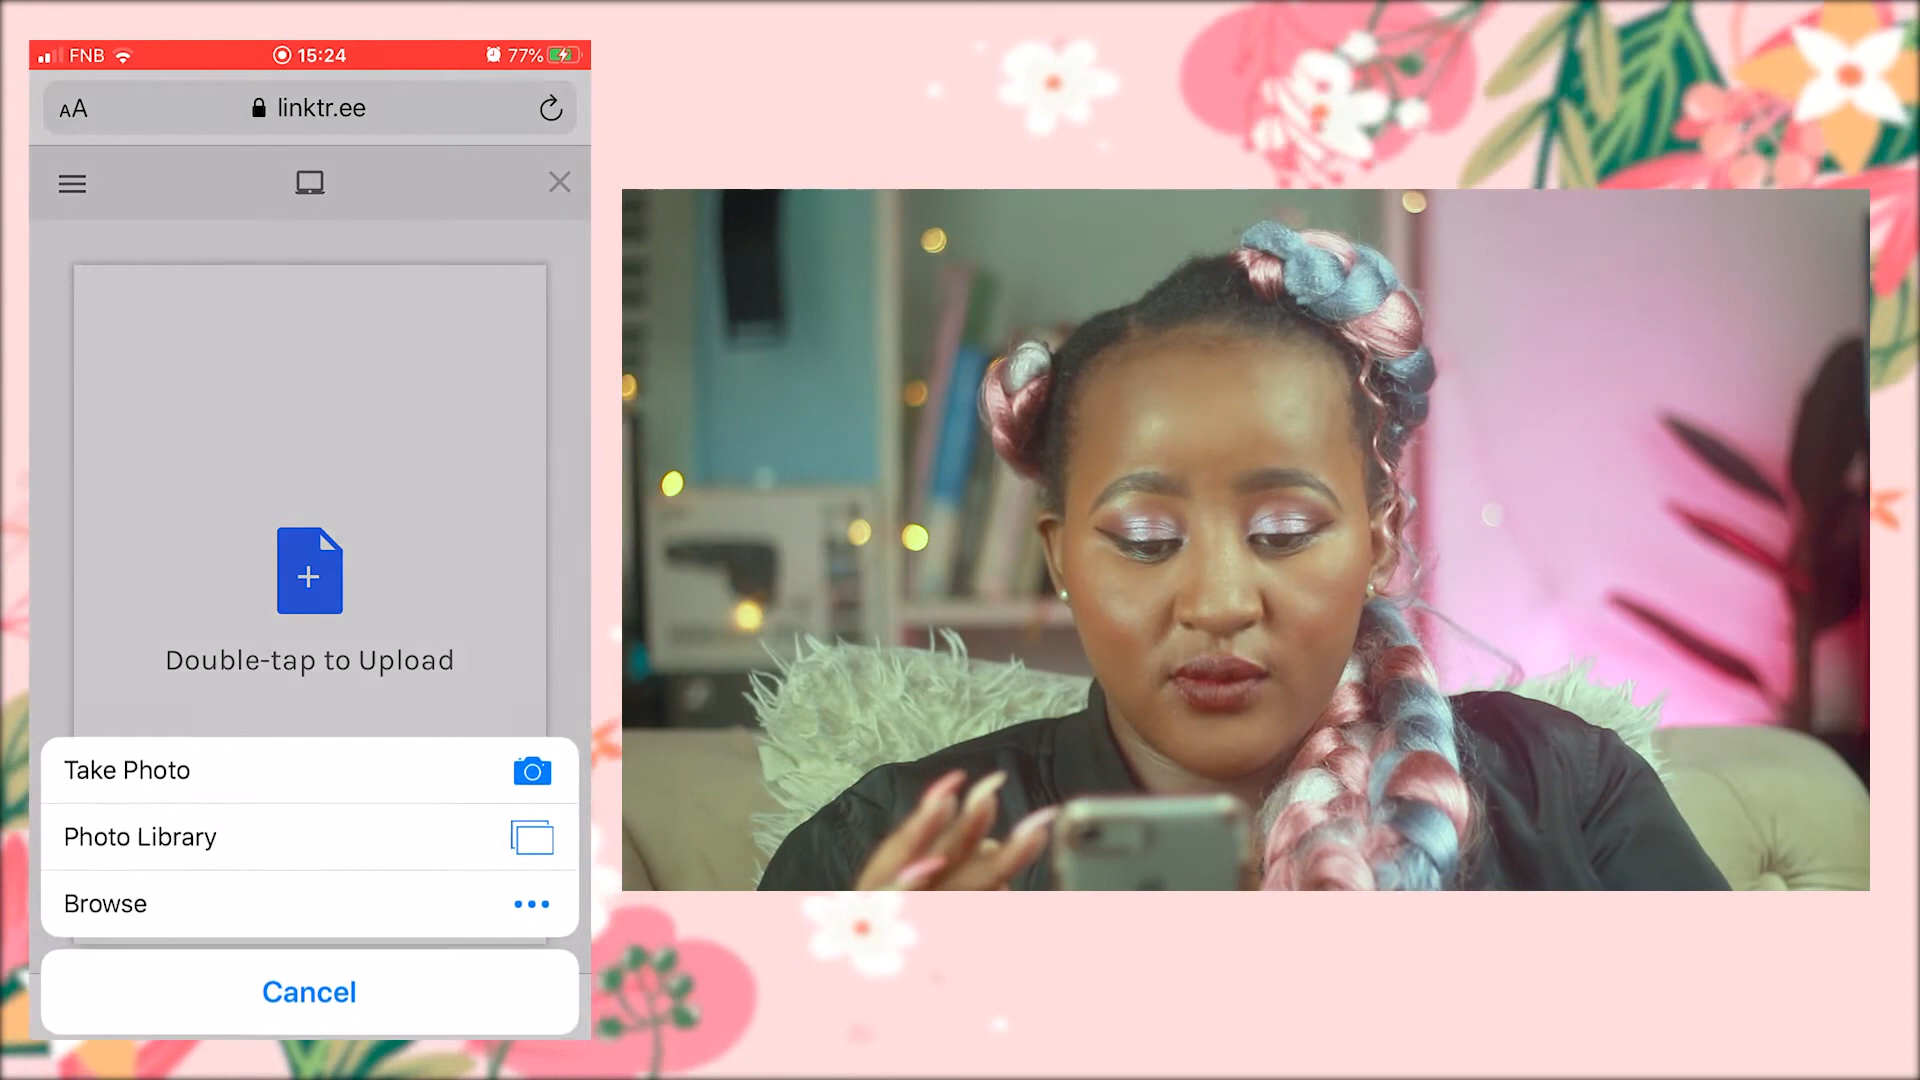 FNB 15:24 77%
AA linktr.ee
Double-tap to Upload
Take Photo
Photo Library
Browse
Cancel